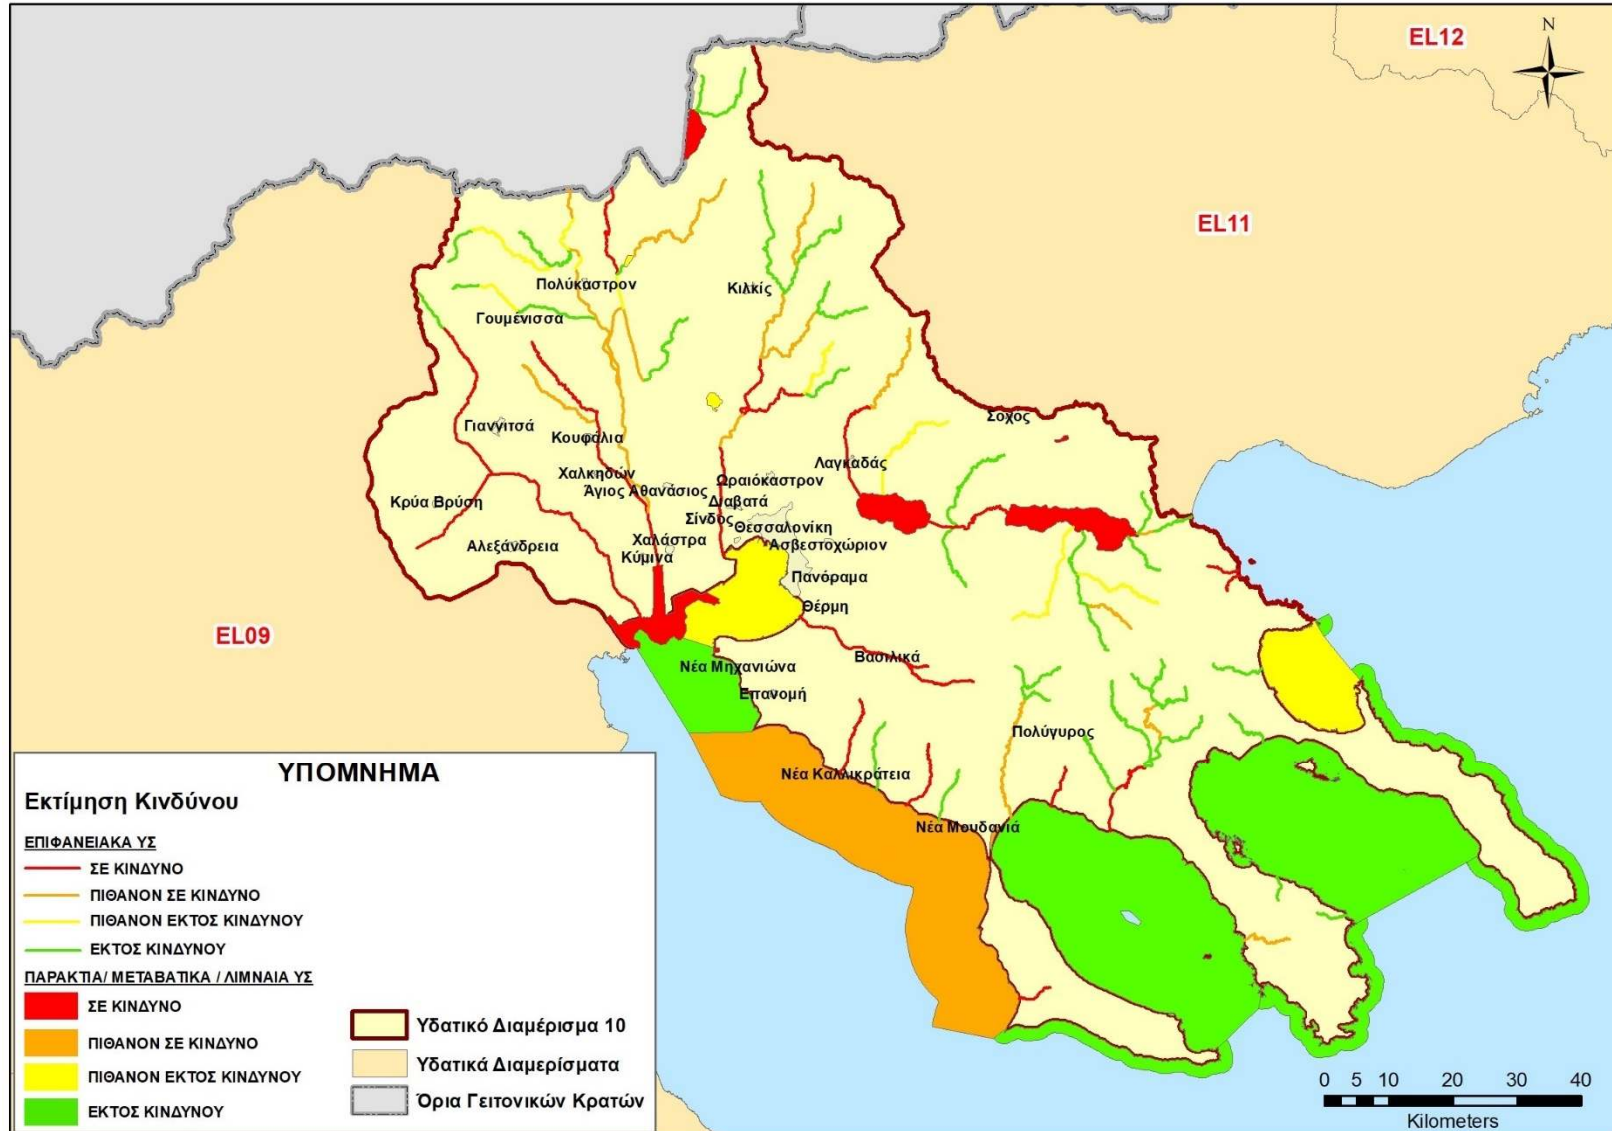 EL12
N
EL11
Πολύκαστρον
Κιλκίς
Γουμένισσα
Σοχος
Γιαννιτσά
Κουφάλια
Λαγκαδάς
Χαλκηδών
Ωραιόκαστρον
Άγιος Αθανάσιος
Κρύα Βρύση
Διαβατά
Σίνδος
Θεσσαλονίκη
Χαλάστρα
Ασβεστοχώριον
Αλεξάνδρεια
Κύμινα
Πανόραμα
Θέρμη
EL09
Βασιλικά
Νέα Μηχανιώνα
Επανομή
Πολύγυρος
Νέα Καλλικράτεια
Νέα Μουδανιά
ΥΠΟΜΝΗΜΑ
Εκτίμηση Κινδύνου
ΕΠΙΦΑΝΕΙΑΚΑ ΥΣ
ΣΕ ΚΙΝΔΥΝΟ
ΠΙΘΑΝΟΝ ΣΕ ΚΙΝΔΥΝΟ
ΠΙΘΑΝΟΝ ΕΚΤΟΣ ΚΙΝΔΥΝΟΥ
ΕΚΤΟΣ ΚΙΝΔΥΝΟΥ
ΠΑΡΑΚΤΙΑ/ ΜΕΤΑΒΑΤΙΚΑ / ΛΙΜΝΑΙΑ ΥΣ
ΣΕ ΚΙΝΔΥΝΟ
ΠΙΘΑΝΟΝ ΣΕ ΚΙΝΔΥΝΟ
ΠΙΘΑΝΟΝ ΕΚΤΟΣ ΚΙΝΔΥΝΟΥ
ΕΚΤΟΣ ΚΙΝΔΥΝΟΥ
Υδατικό Διαμέρισμα 10
Υδατικά Διαμερίσματα
Όρια Γειτονικών Κρατών
0 5 10 20 30 40
Kilometers